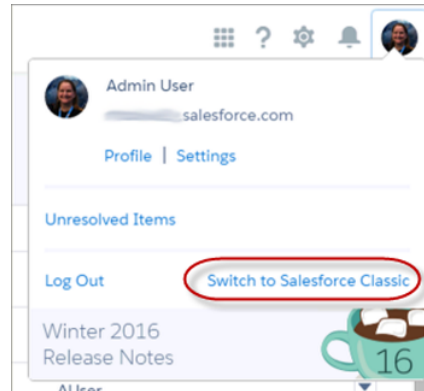 ?
Admin User
salesforce.com
Profile | Settings
Unresolved Items
Log Out
Switch to Salesforce Classic
Winter 2016
Release Notes
16
AUser